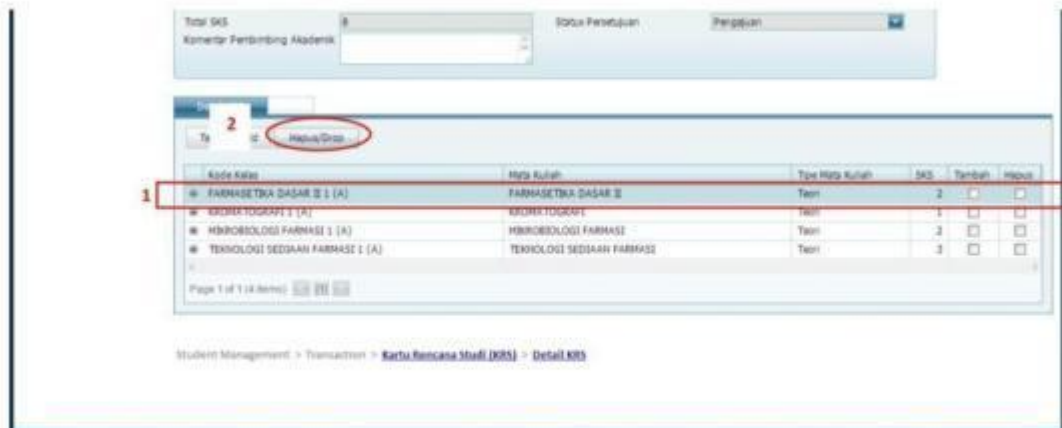 Total SKS 8 Status Persetujuan Pengajuan
Komentar Pembimbing Akademik
2
Hapus/Drop
Kode Kelas Mata Kuliah Tipe Mata Kuliah SKS Tambah Hapus
1
FARMASETIKA DASAR II 1 (A) FARMASETIKA DASAR II Teori 2
KROMATOGRAFI 1 (A) KROMATOGRAFI Teori 1
MIKROBIOLOGI FARMASI 1 (A) MIKROBIOLOGI FARMASI Teori 2
TEKNOLOGI SEDIAAN FARMASI 1 (A) TEKNOLOGI SEDIAAN FARMASI Teori 3
Page 1 of 1 (4 items) [1]
Student Management > Transaction > Kartu Rencana Studi (KRS) > Detail KRS